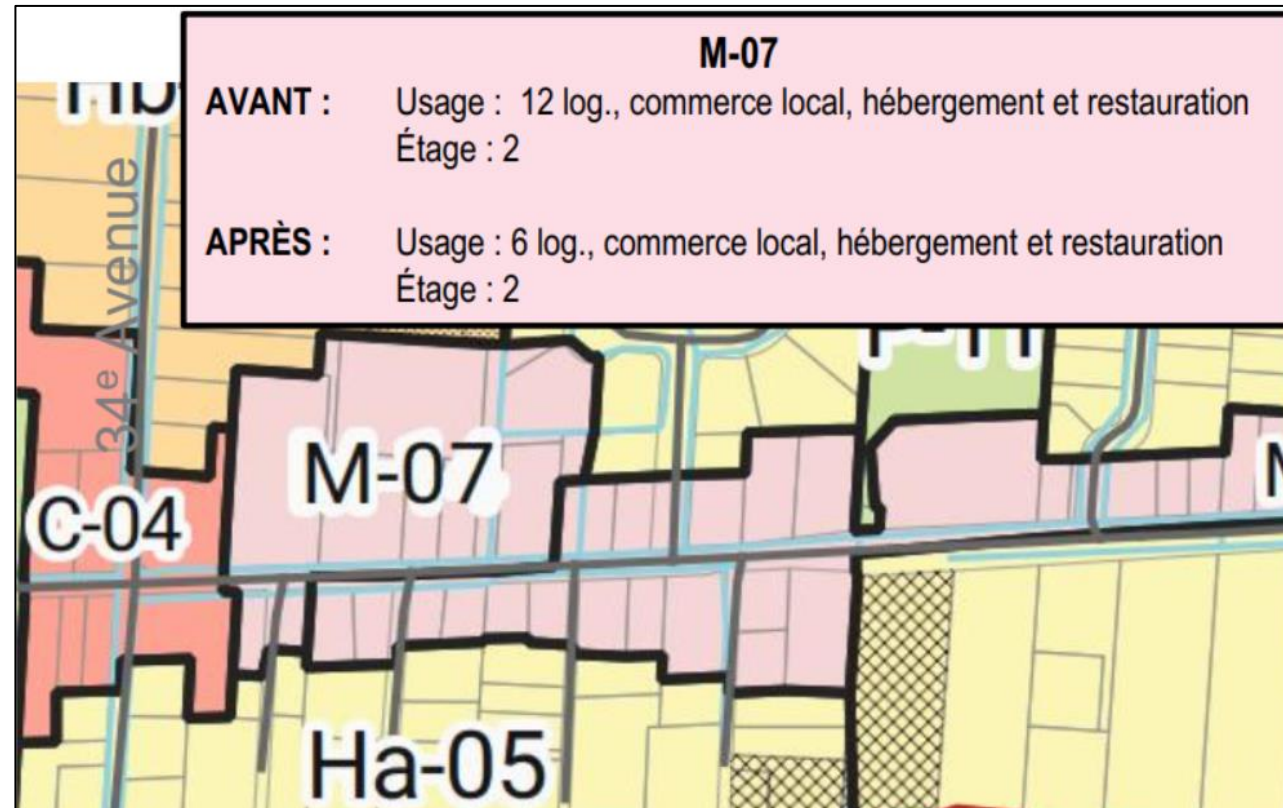 M-07
AVANT : Usage : 12 log., commerce local, hébergement et restauration
Étage : 2
APRÈS : Usage : 6 log., commerce local, hébergement et restauration
Étage : 2
34e Avenue
M-07
C-04
Ha-05